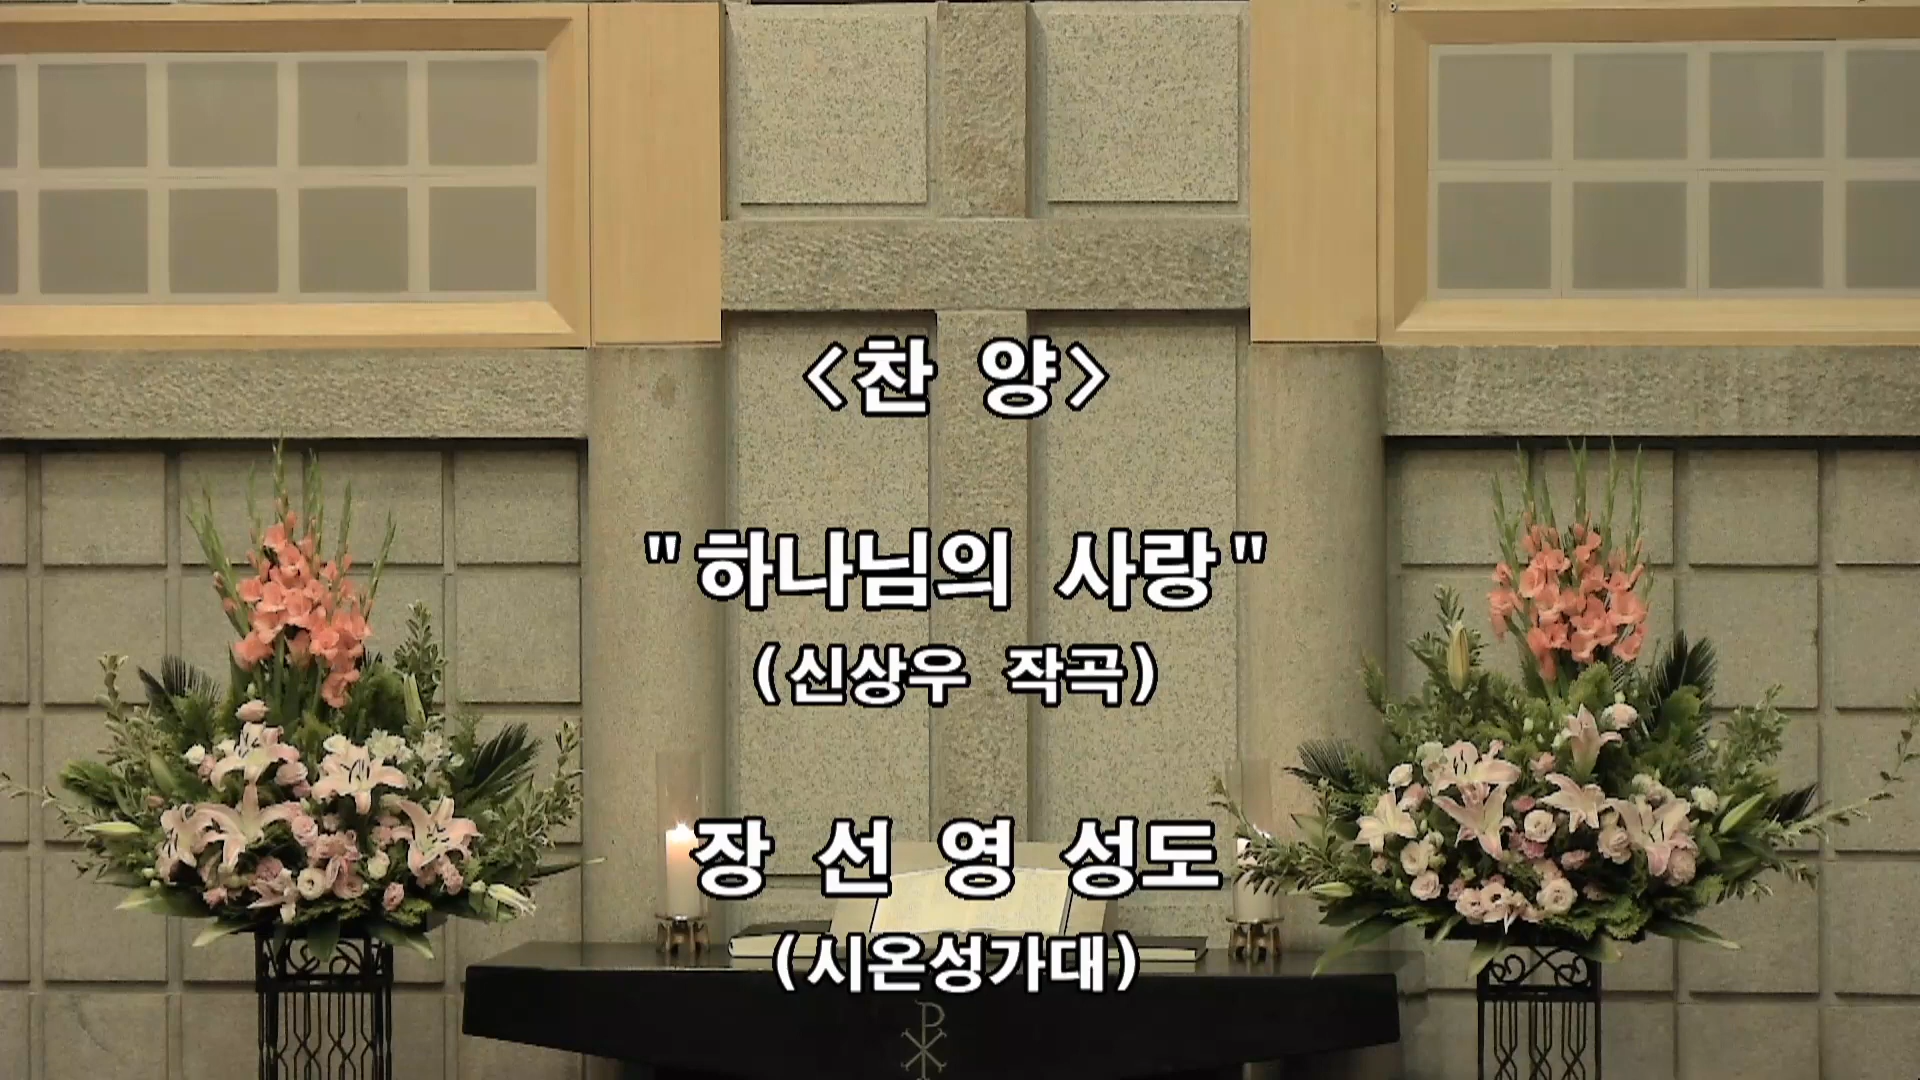 <찬 양>
"하나님의 사랑"
(신상우 작곡)
장 선 영 성도
(시온성가대)